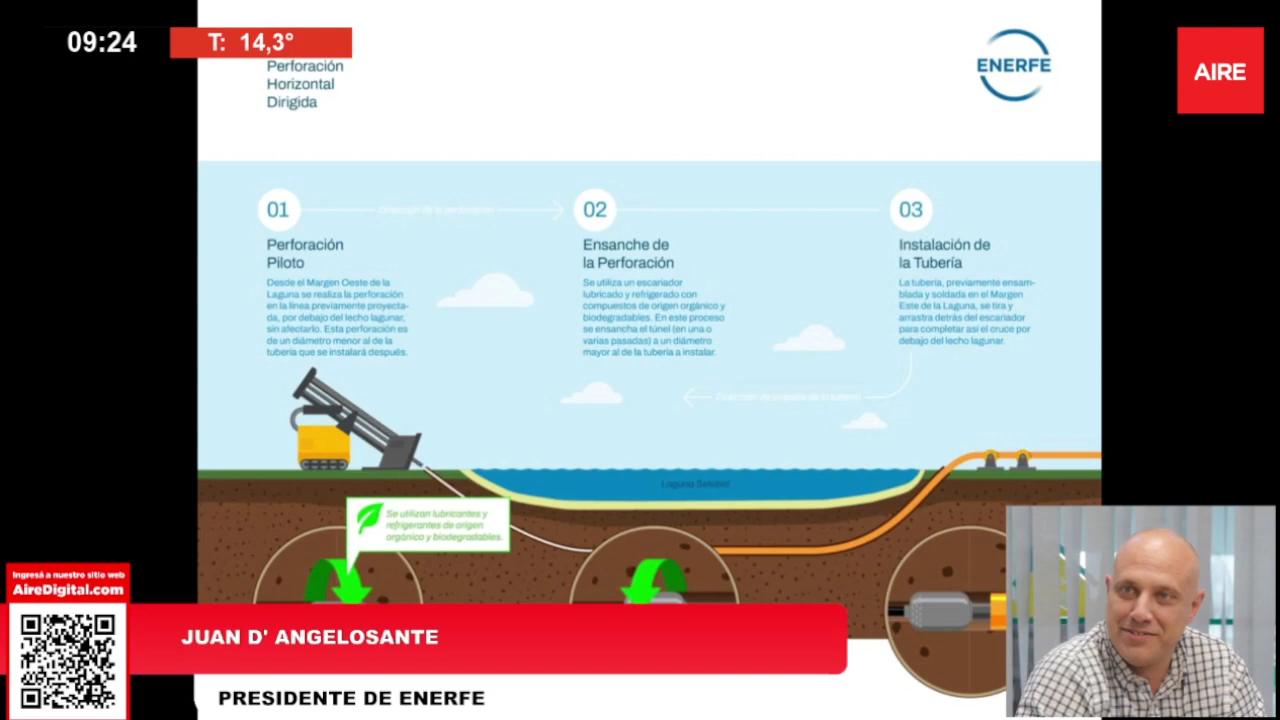 09:24
T: 14,3°
Perforación
Horizontal
Dirigida
ENERFE
AIRE
01
Dirección de la perforación
02
03
Perforación
Piloto
Desde el Margen Oeste de la
Laguna se realiza la perforación
en la línea previamente proyecta-
da, por debajo del lecho lagunar,
sin afectarlo. Esta perforación es
de un diámetro menor al de la
tubería que se instalará después.
Ensanche de
la Perforación
Se utiliza un escariador
lubricado y refrigerado con
compuestos de origen orgánico y
biodegradables. En este proceso
se ensancha el túnel (en una o
varias pasadas) a un diámetro
mayor al de la tubería a instalar.
Instalación de
la Tubería
La tubería, previamente ensam-
blada y soldada en el Margen
Este de la Laguna, se tira y
arrastra detrás del escariador
para completar así el cruce por
debajo del lecho lagunar.
Laguna Setúbal
Se utilizan lubricantes y
refrigerantes de origen
orgánico y biodegradables.
Ingresá a nuestro sitio web
AireDigital.com
JUAN D' ANGELOSANTE
PRESIDENTE DE ENERFE